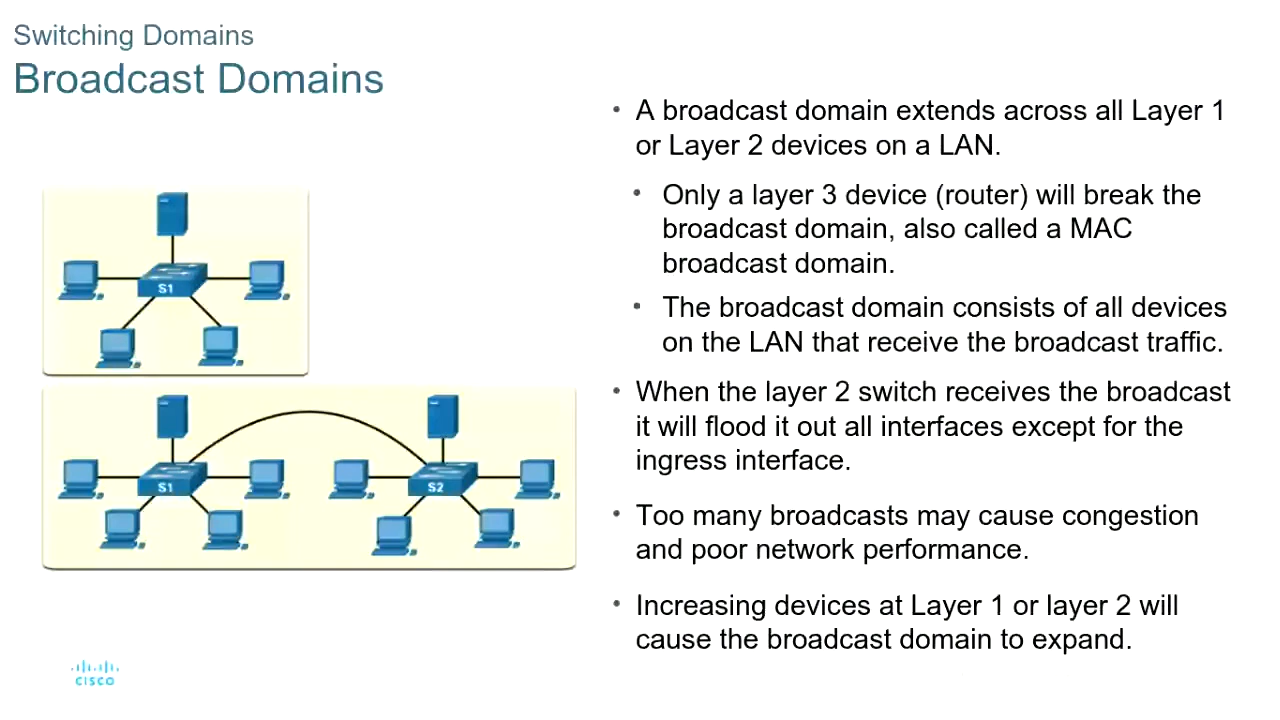 Switching Domains
Broadcast Domains
• A broadcast domain extends across all Layer 1
or Layer 2 devices on a LAN.
• Only a layer 3 device (router) will break the
broadcast domain, also called a MAC
broadcast domain.
• The broadcast domain consists of all devices
on the LAN that receive the broadcast traffic.
• When the layer 2 switch receives the broadcast
it will flood it out all interfaces except for the
ingress interface.
• Too many broadcasts may cause congestion
and poor network performance.
• Increasing devices at Layer 1 or layer 2 will
cause the broadcast domain to expand.
S1
S1
S2
CISCO